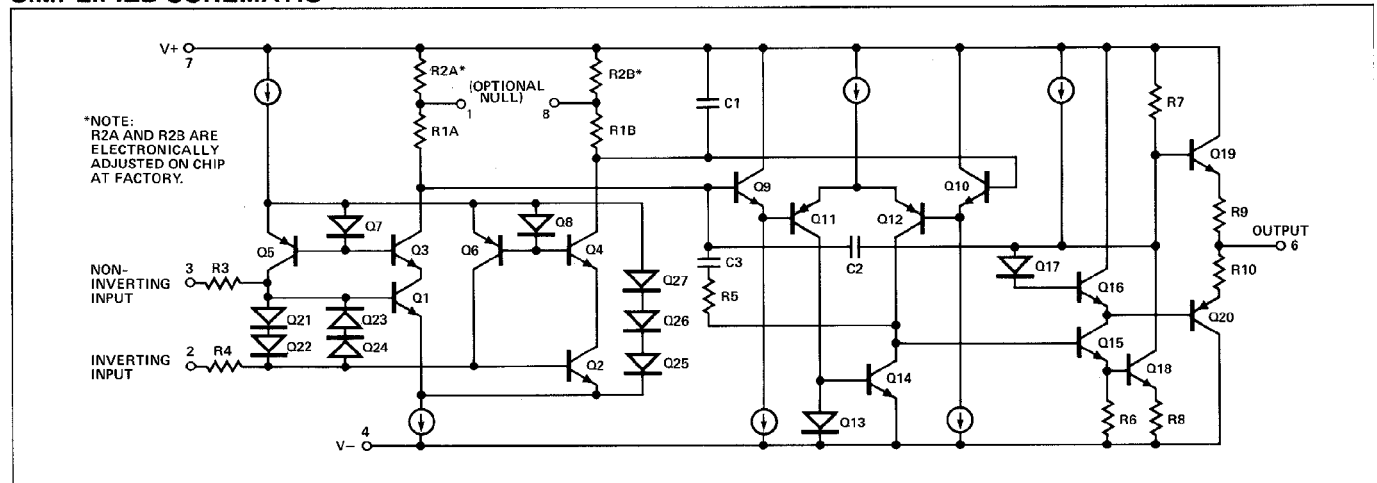 V+
7
R2A*
R2B*
(OPTIONAL
NULL)
1
8
R1A
R1B
C1
R7
*NOTE:
R2A AND R2B ARE
ELECTRONICALLY
ADJUSTED ON CHIP
AT FACTORY.
Q19
Q9
Q10
Q11
Q12
R9
OUTPUT
6
R10
Q7
Q8
Q5
Q3
Q6
Q4
C2
C3
R5
Q17
Q16
Q20
NON-
INVERTING
INPUT
3
R3
Q1
Q27
Q21
Q23
Q26
Q22
Q24
Q25
INVERTING
INPUT
2
R4
Q2
Q15
Q18
Q14
Q13
R6
R8
V-
4